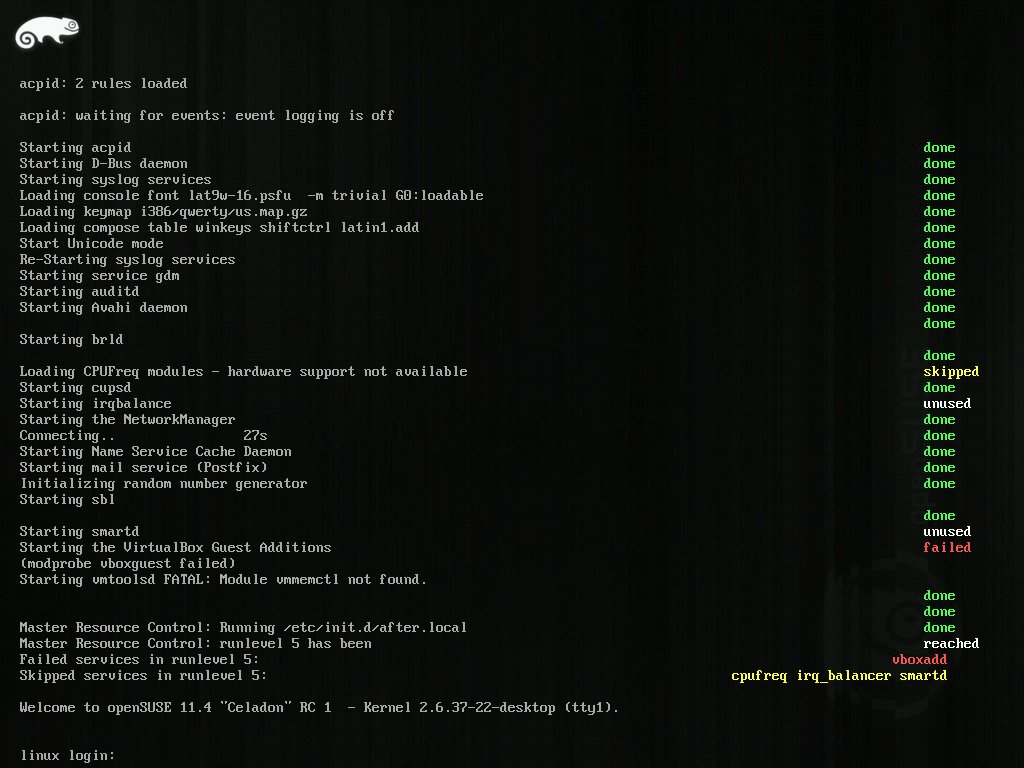 acpid: 2 rules loaded
acpid: waiting for events: event logging is off
Starting acpid done
Starting D-Bus daemon done
Starting syslog services done
Loading console font lat9w-16.psfu  -m trivial G0:loadable done
Loading keymap i386/qwerty/us.map.gz done
Loading compose table winkeys shiftctrl latin1.add done
Start Unicode mode done
Re-Starting syslog services done
Starting service gdm done
Starting auditd done
Starting Avahi daemon done
done
Starting brld
done
Loading CPUFreq modules - hardware support not available skipped
Starting cupsd done
Starting irqbalance unused
Starting the NetworkManager done
Connecting.. 27s done
Starting Name Service Cache Daemon done
Starting mail service (Postfix) done
Initializing random number generator done
Starting sbl
done
Starting smartd unused
Starting the VirtualBox Guest Additions failed
(modprobe vboxguest failed)
Starting vmtoolsd FATAL: Module vmmemctl not found.
done
done
Master Resource Control: Running /etc/init.d/after.local done
Master Resource Control: runlevel 5 has been reached
Failed services in runlevel 5: vboxadd
Skipped services in runlevel 5: cpufreq irq_balancer smartd
Welcome to openSUSE 11.4 "Celadon" RC 1  - Kernel 2.6.37-22-desktop (tty1).
linux login: